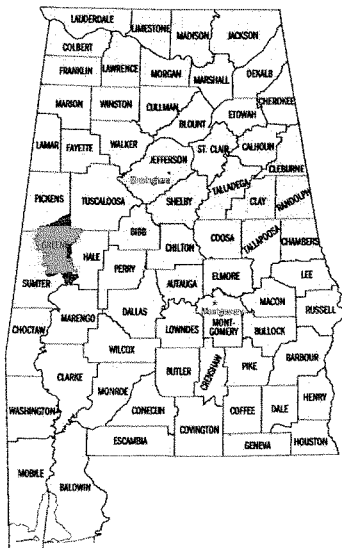 LAUDERDALE
LIMESTONE
MADISON
JACKSON
COLBERT
FRANKLIN
LAWRENCE
MORGAN
MARSHALL
DEKALB
CHEROKEE
MARION
WINSTON
CULLMAN
BLOUNT
ETOWAH
LAMAR
FAYETTE
WALKER
JEFFERSON
Birmingham
ST. CLAIR
CALHOUN
CLEBURNE
PICKENS
TUSCALOOSA
SHELBY
TALLADEGA
CLAY
RANDOLPH
GREENE
HALE
BIBB
CHILTON
COOSA
TALLAPOOSA
CHAMBERS
SUMTER
PERRY
AUTAUGA
ELMORE
LEE
MACON
RUSSELL
CHOCTAW
MARENGO
DALLAS
LOWNDES
Montgomery
MONT-
GOMERY
BULLOCK
WILCOX
BUTLER
CRENSHAW
PIKE
BARBOUR
CLARKE
MONROE
HENRY
WASHINGTON
CONECUH
COVINGTON
COFFEE
DALE
ESCAMBIA
GENEVA
HOUSTON
MOBILE
BALDWIN